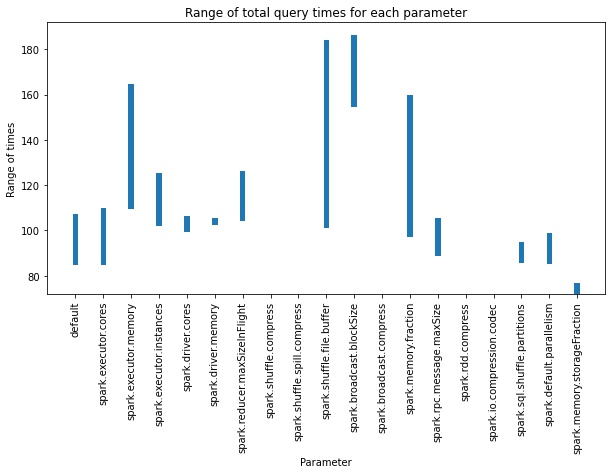 Range of total query times for each parameter
180
160
140
120
100
80
Range of times
default
spark.executor.cores
spark.executor.memory
spark.executor.instances
spark.driver.cores
spark.driver.memory
spark.reducer.maxSizeInFlight
spark.shuffle.compress
spark.shuffle.spill.compress
spark.shuffle.file.buffer
spark.broadcast.blockSize
spark.broadcast.compress
spark.memory.fraction
spark.rpc.message.maxSize
spark.rdd.compress
spark.io.compression.codec
spark.sql.shuffle.partitions
spark.default.parallelism
spark.memory.storageFraction
Parameter